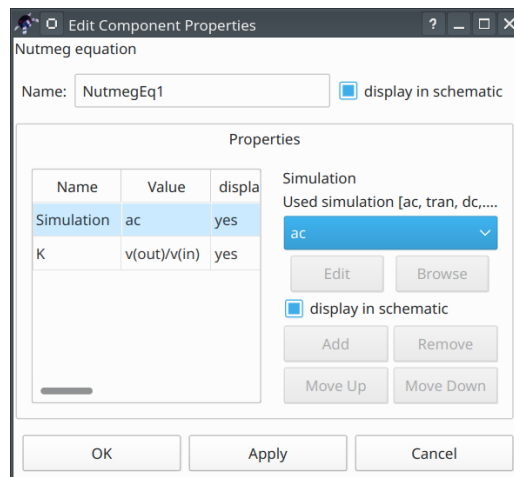 Edit Component Properties
Nutmeg equation
Name: NutmegEq1 display in schematic
Properties
Name Value displa
Simulation ac yes
K v(out)/v(in) yes
Simulation
Used simulation [ac, tran, dc,....
ac
Edit Browse
display in schematic
Add Remove
Move Up Move Down
OK Apply Cancel